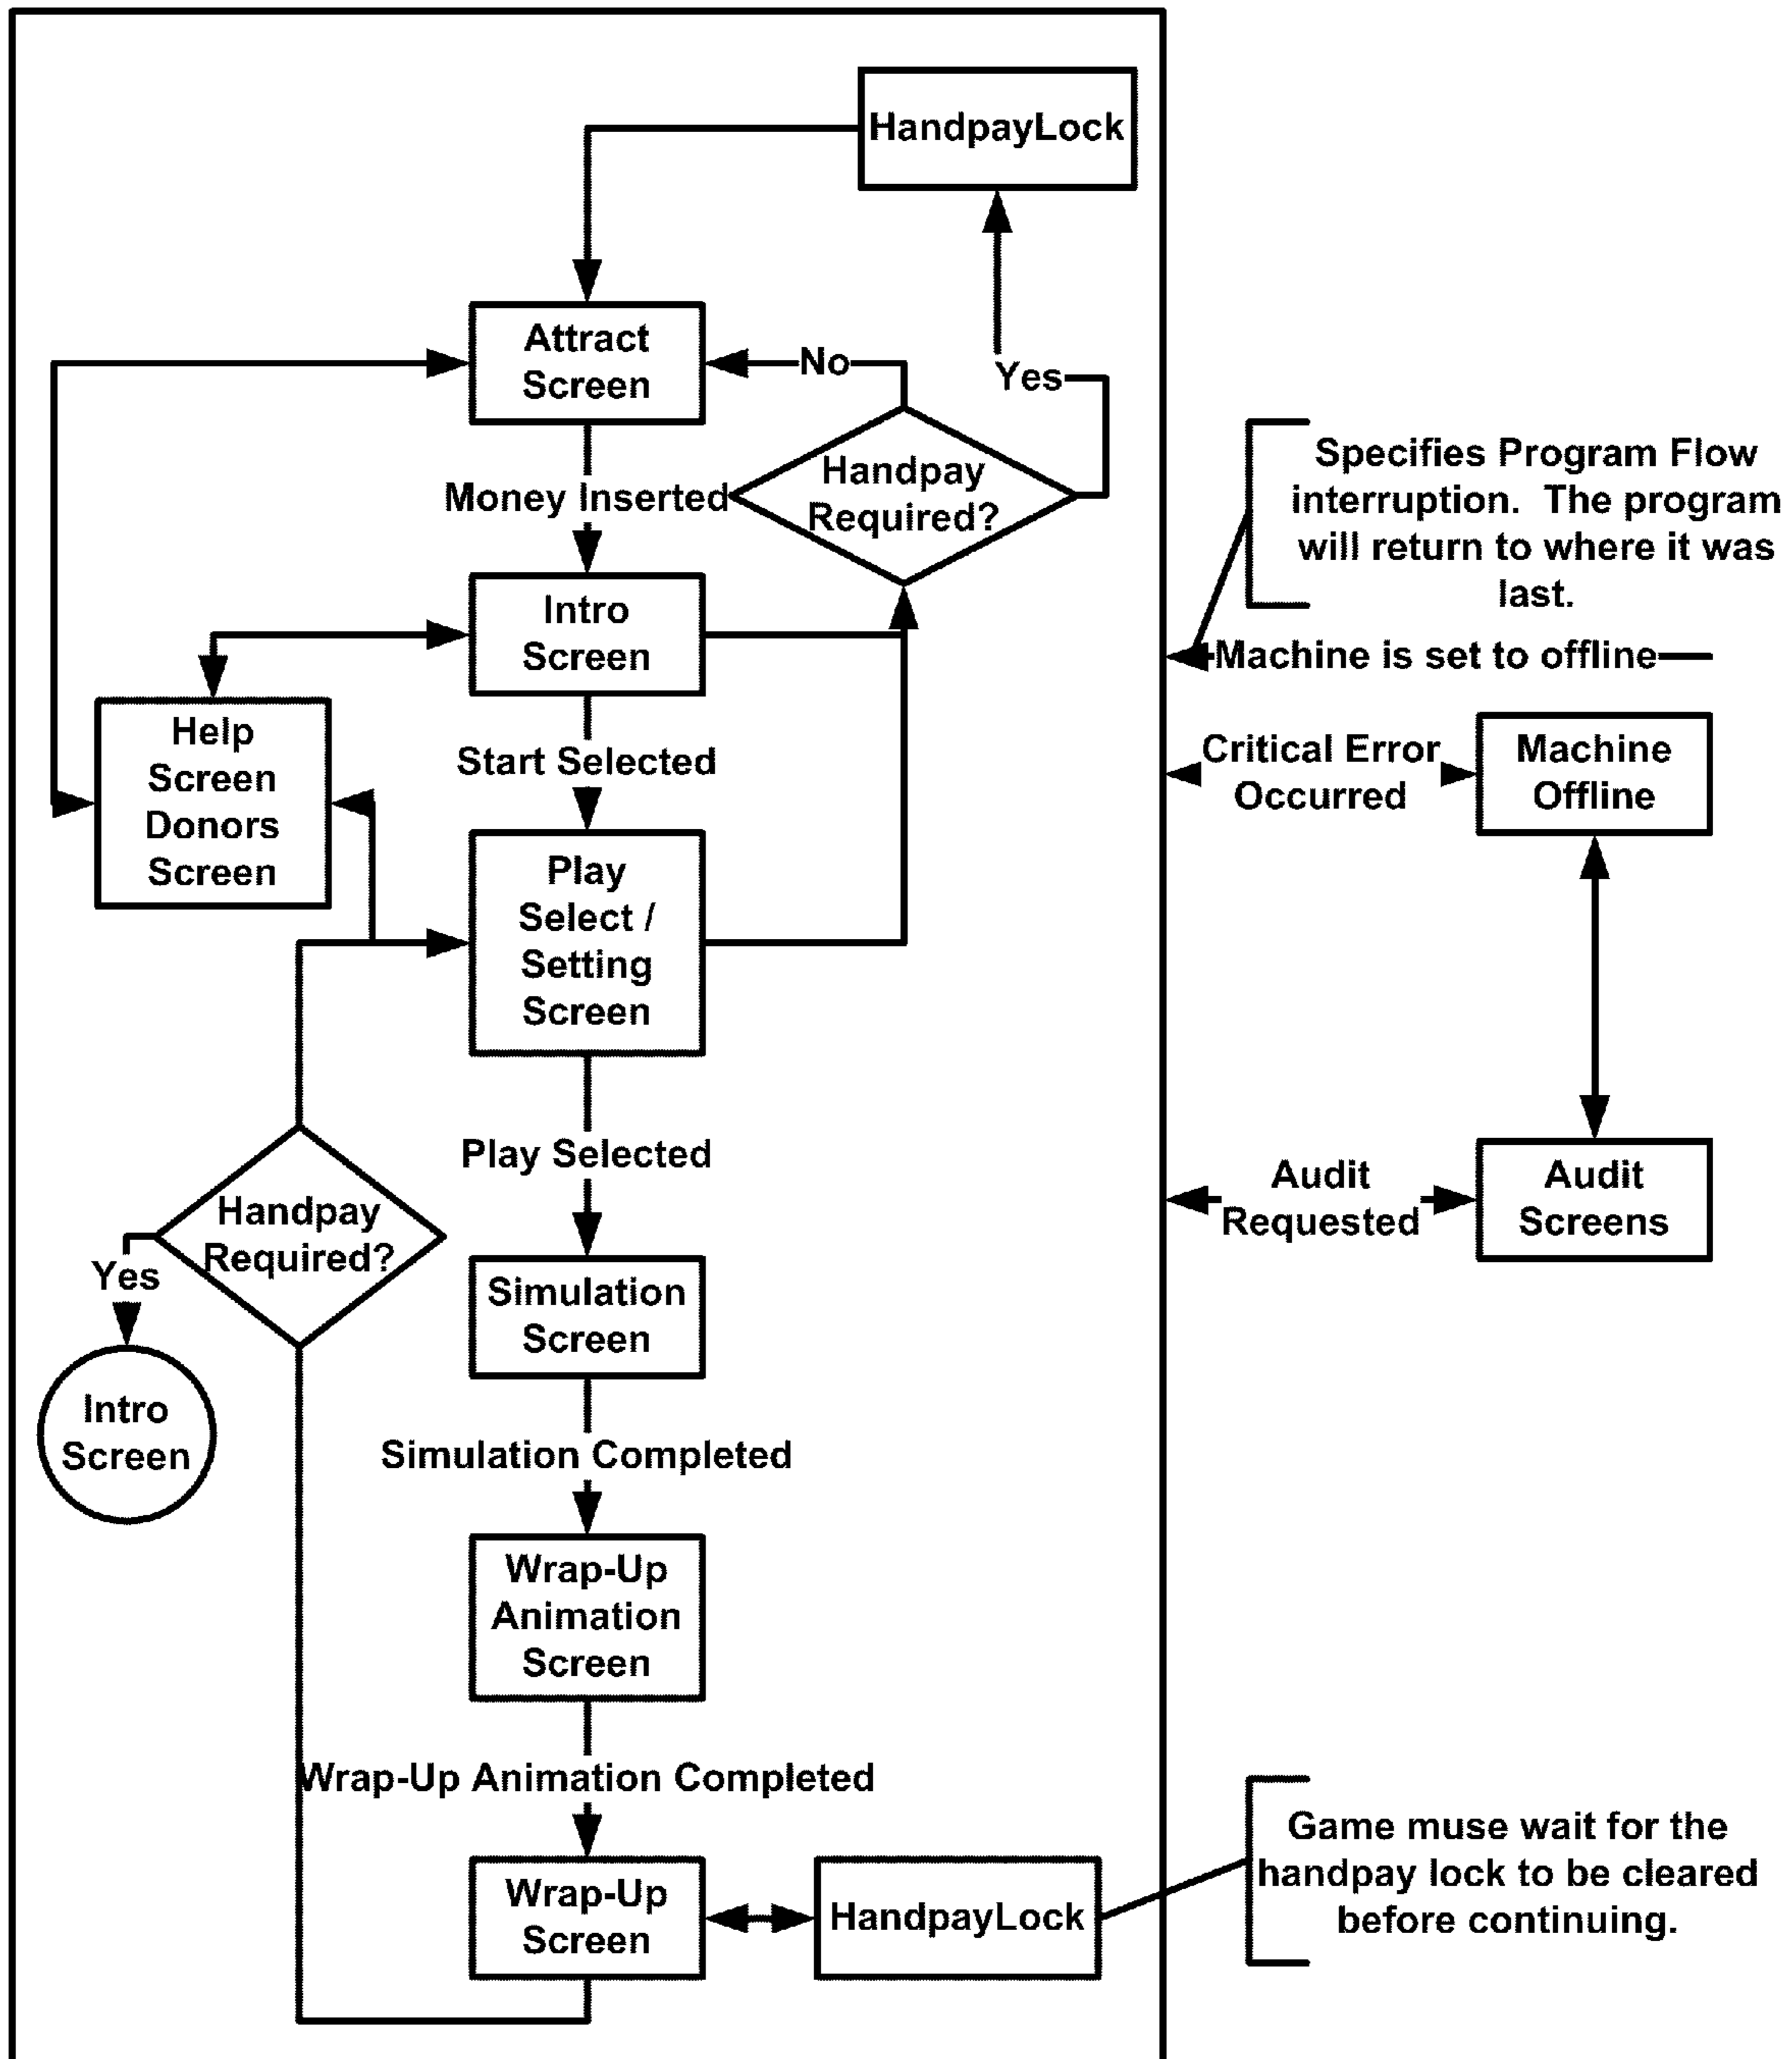 HandpayLock
Attract
Screen
No
Yes
Handpay
Required?
Money Inserted
Specifies Program Flow
interruption. The program
will return to where it was
last.
Intro
Screen
Machine is set to offline
Help
Screen
Donors
Screen
Start Selected
Critical Error
Occurred
Machine
Offline
Play
Select /
Setting
Screen
Play Selected
Audit
Requested
Audit
Screens
Handpay
Required?
Yes
Simulation
Screen
Intro
Screen
Simulation Completed
Wrap-Up
Animation
Screen
Wrap-Up Animation Completed
Wrap-Up
Screen
HandpayLock
Game muse wait for the
handpay lock to be cleared
before continuing.